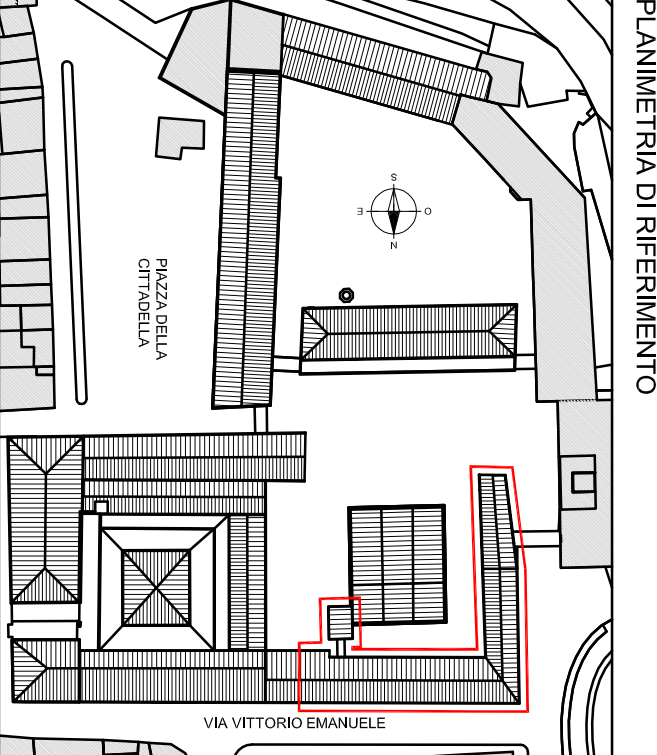 PLANIMETRIA DI RIFERIMENTO
S
E
O
N
PIAZZA DELLA
CITTADELLA
VIA VITTORIO EMANUELE